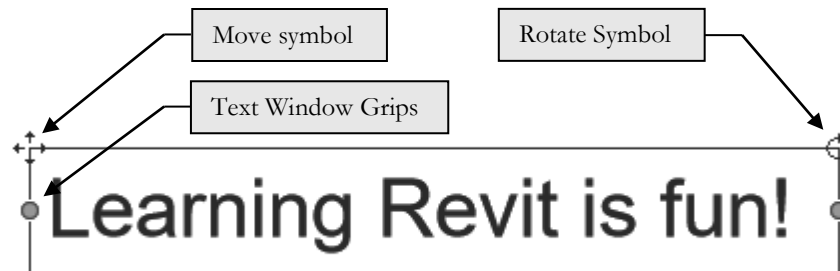 Move symbol
Rotate Symbol
Text Window Grips
Learning Revit is fun!